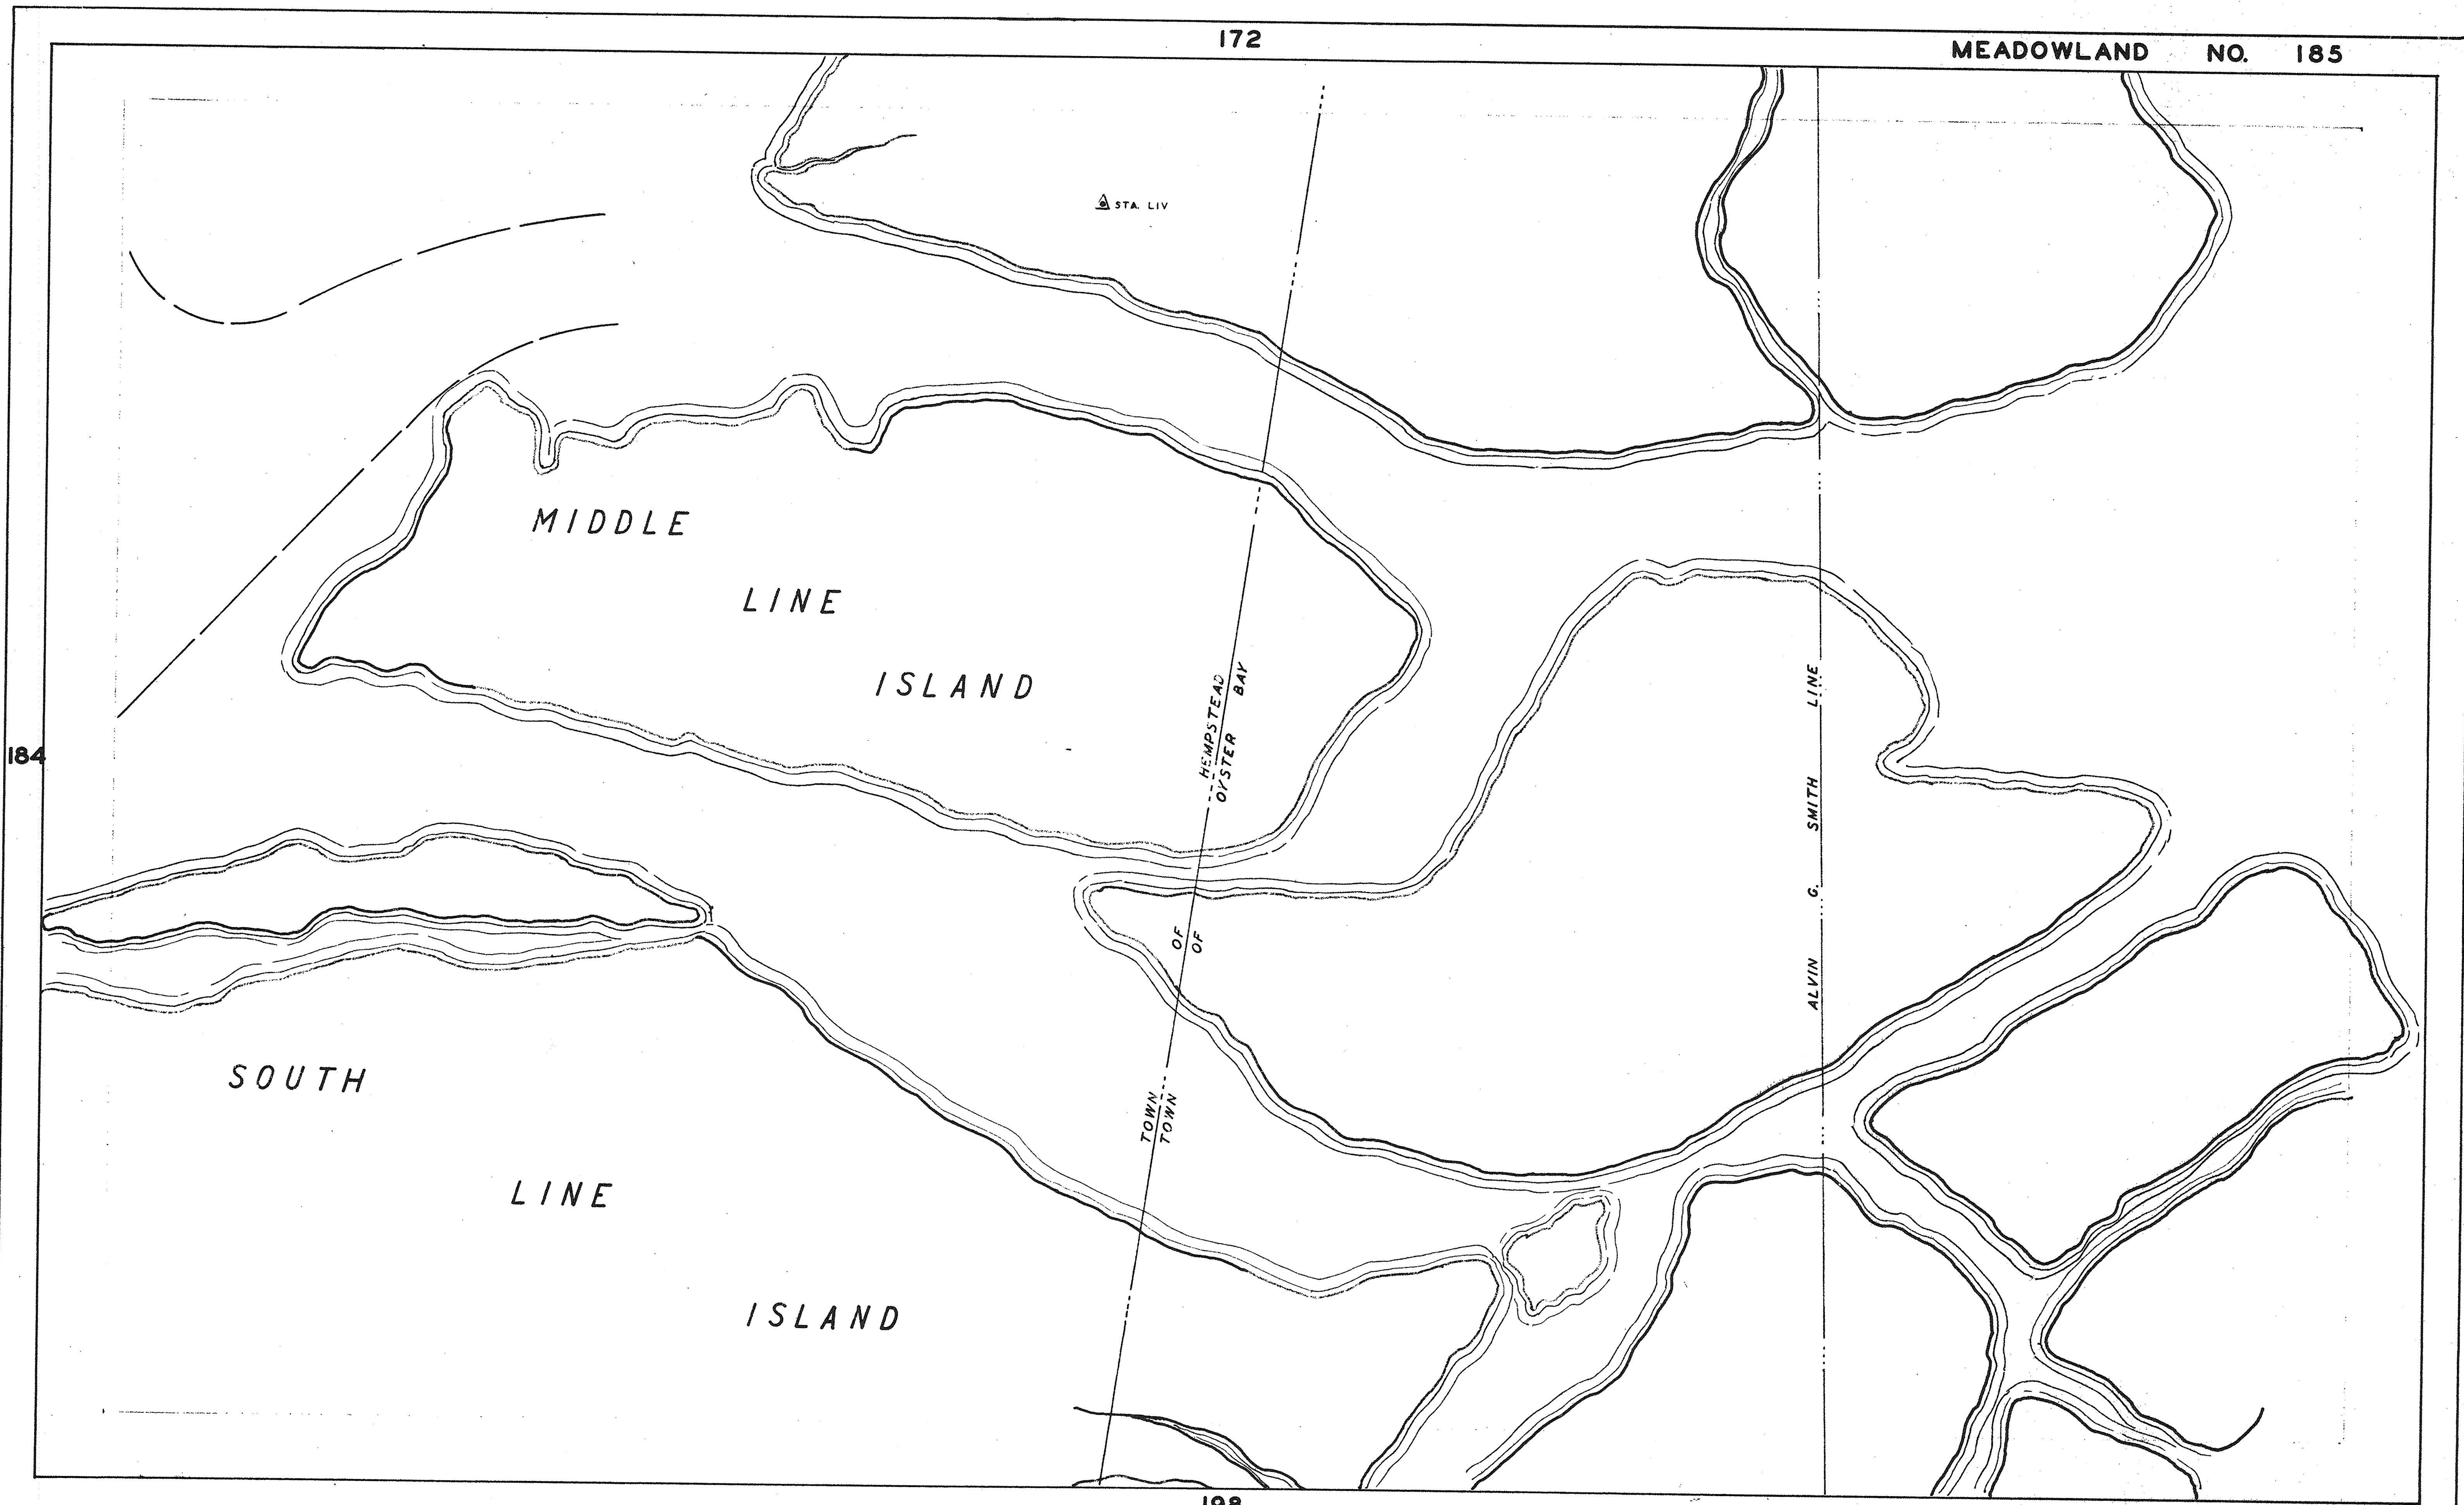 172
MEADOWLAND NO. 185
STA. LIV
MIDDLE
LINE
ISLAND
184
TOWN OF HEMPSTEAD
TOWN OF OYSTER BAY
ALVIN G. SMITH LINE
SOUTH
LINE
ISLAND
198